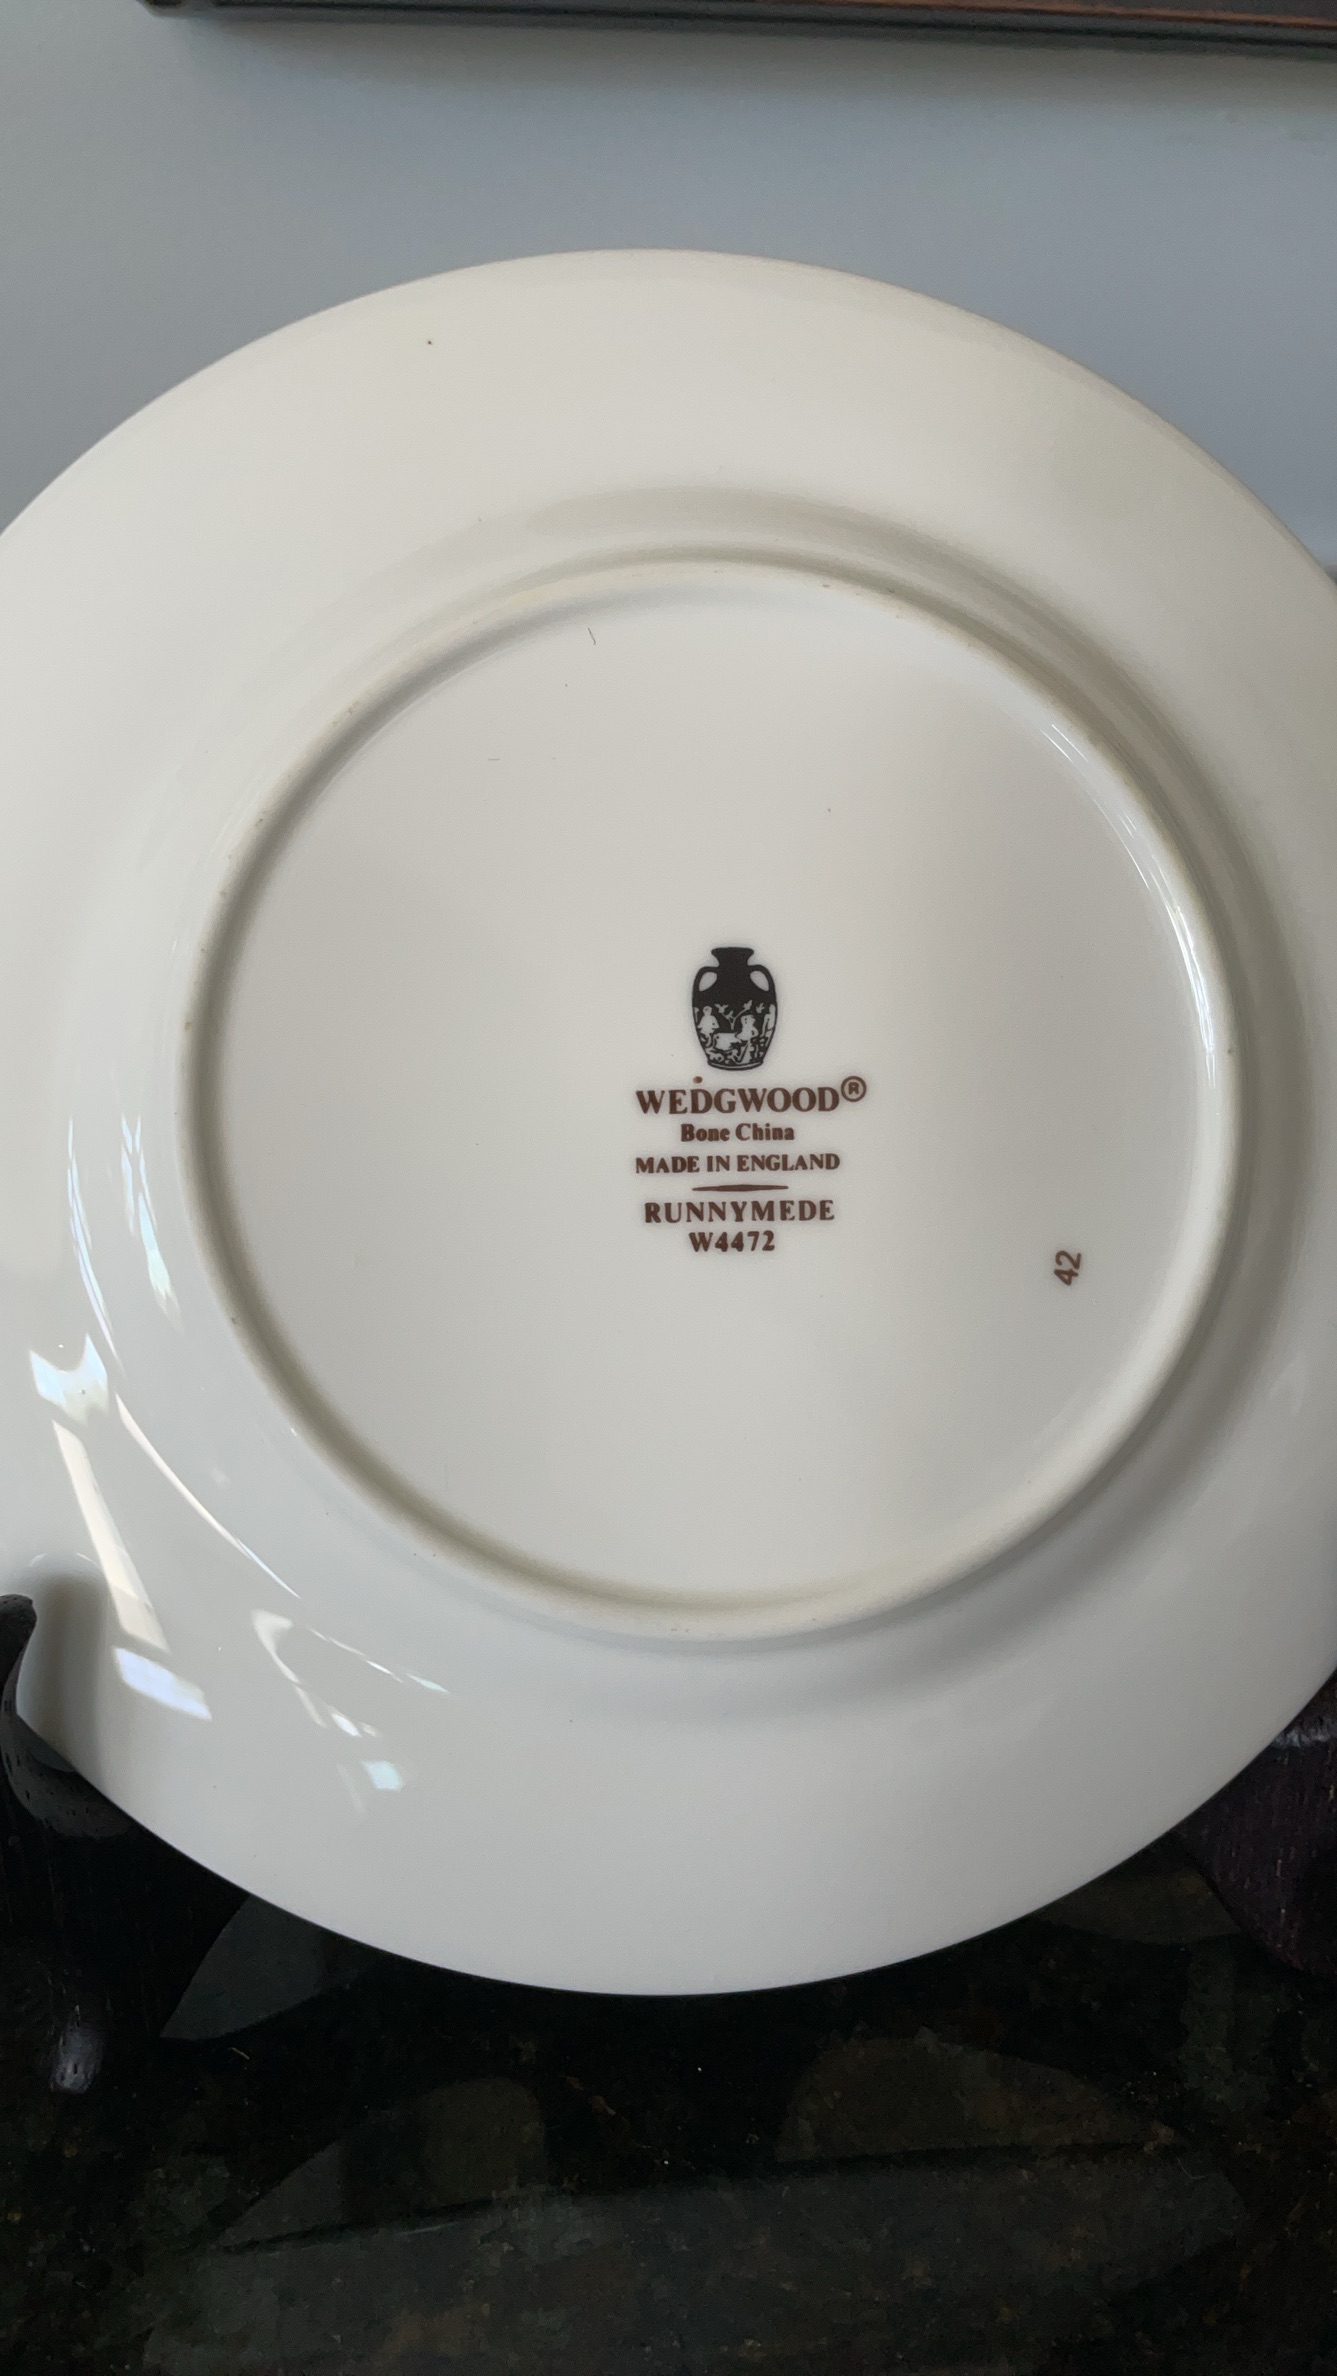 WEDGWOOD®
Bone China
MADE IN ENGLAND
RUNNYMEDE
W4472
42